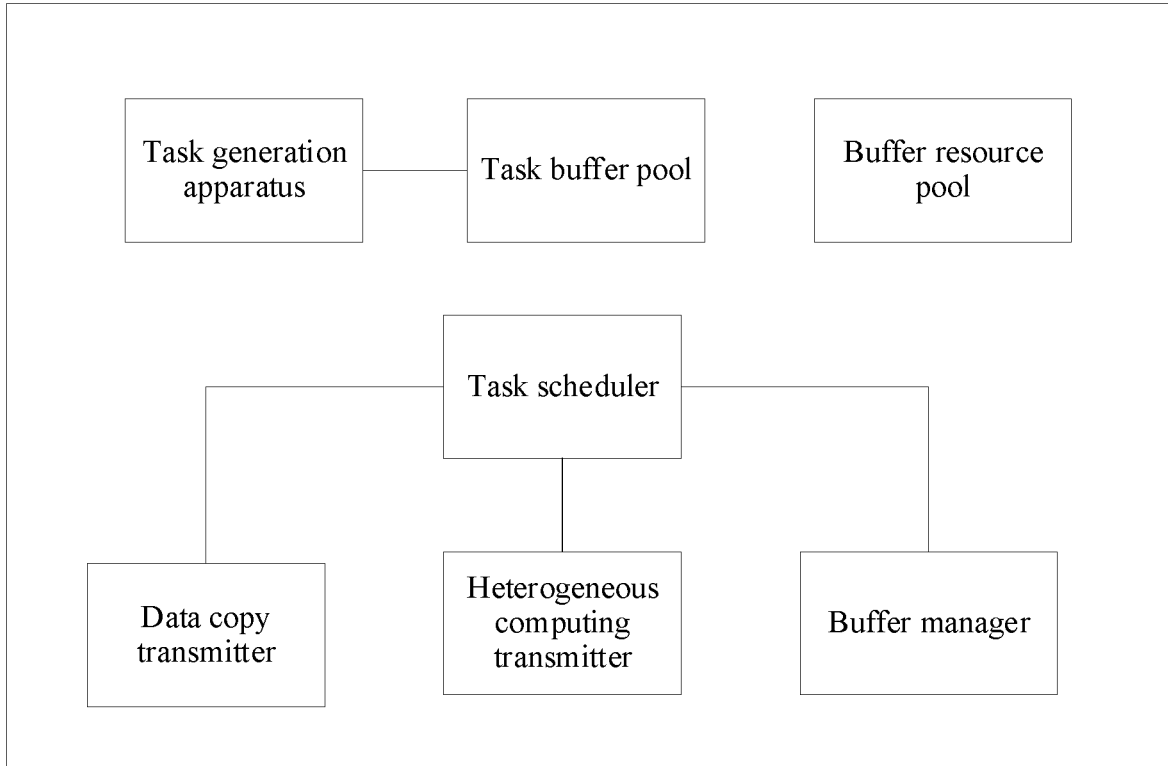 Task generation
apparatus
Task buffer pool
Buffer resource
pool
Task scheduler
Data copy
transmitter
Heterogeneous
computing
transmitter
Buffer manager